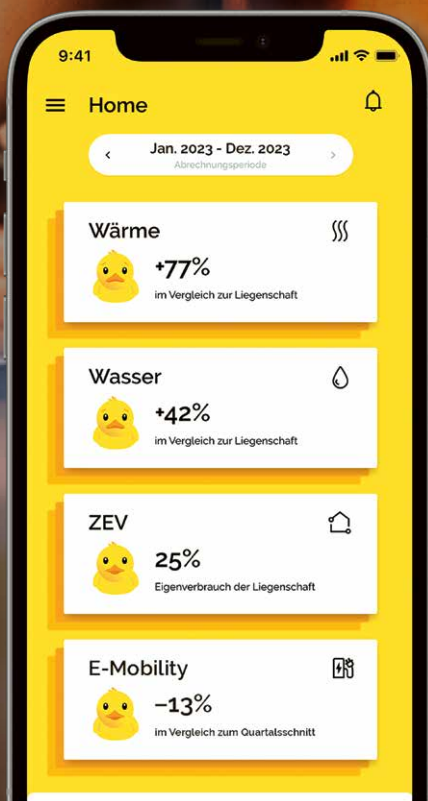 9:41
Home
Jan. 2023 - Dez. 2023
Abrechnungsperiode
Wärme
+77%
im Vergleich zur Liegenschaft
Wasser
+42%
im Vergleich zur Liegenschaft
ZEV
25%
Eigenverbrauch der Liegenschaft
E-Mobility
–13%
im Vergleich zum Quartalsschnitt